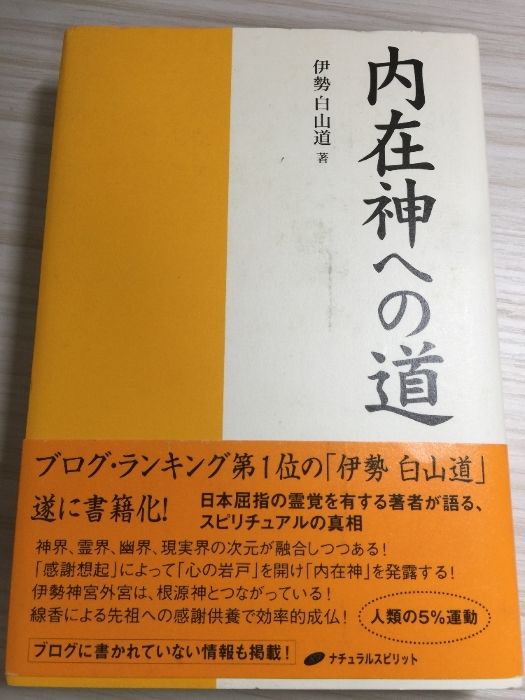 内在神への道
伊勢 白山道 著
ブログ・ランキング第1位の「伊勢 白山道」
遂に書籍化!
日本屈指の霊覚を有する著者が語る、
スピリチュアルの真相
神界、霊界、幽界、現実界の次元が融合しつつある!
「感謝想起」によって「心の岩戸」を開け「内在神」を発露する!
伊勢神宮外宮は、根源神とつながっている!
線香による先祖への感謝供養で効率的成仏!
人類の5%運動
ブログに書かれていない情報も掲載!
ナチュラルスピリット